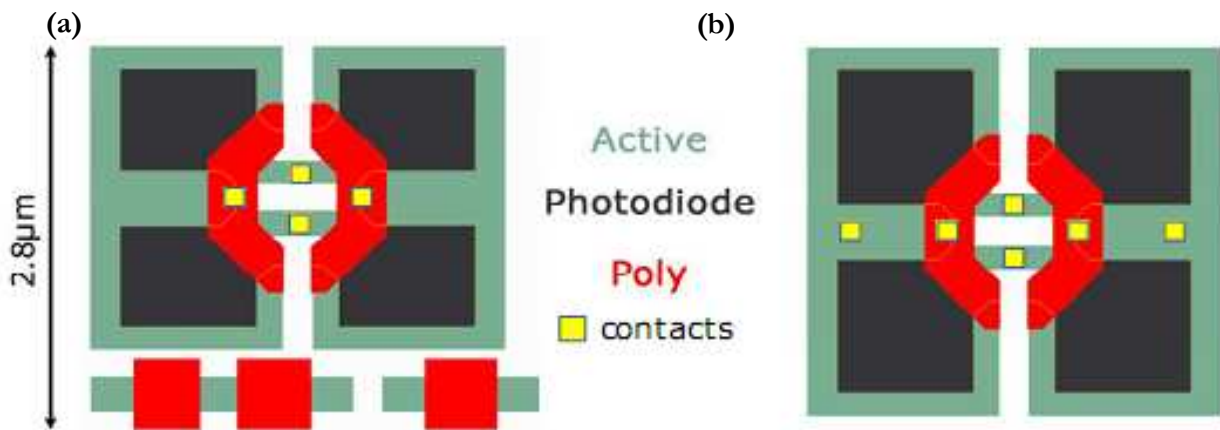 (a)
(b)
2.8μm
Active
Photodiode
Poly
contacts